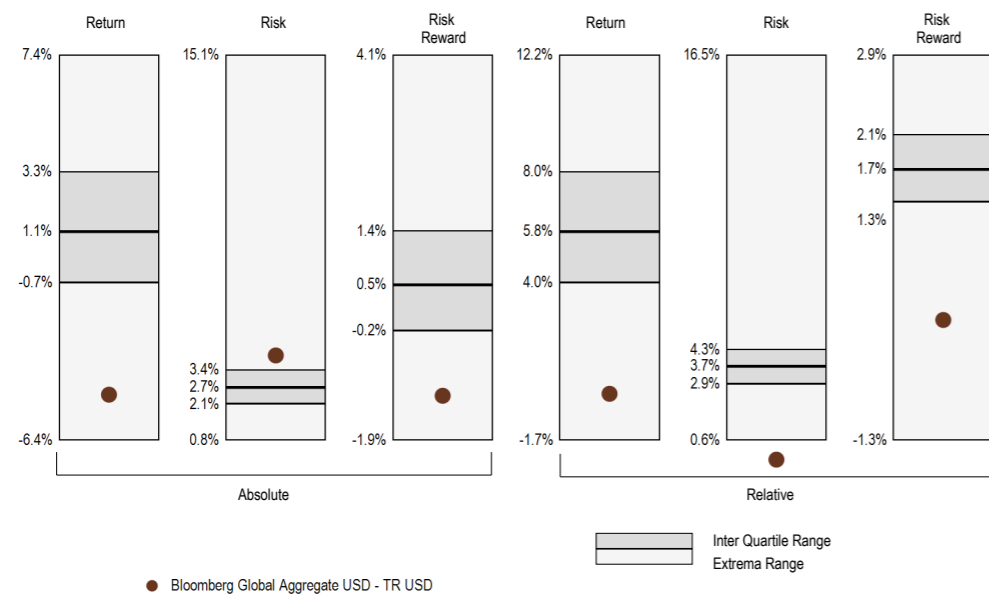 Return
Risk
Risk
Reward
Return
Risk
Risk
Reward
7.4%
3.3%
1.1%
-0.7%
-6.4%
15.1%
3.4%
2.7%
2.1%
0.8%
4.1%
1.4%
0.5%
-0.2%
-1.9%
12.2%
8.0%
5.8%
4.0%
-1.7%
16.5%
4.3%
3.7%
2.9%
0.6%
2.9%
2.1%
1.7%
1.3%
-1.3%
Absolute
Relative
Inter Quartile Range
Extrema Range
Bloomberg Global Aggregate USD - TR USD